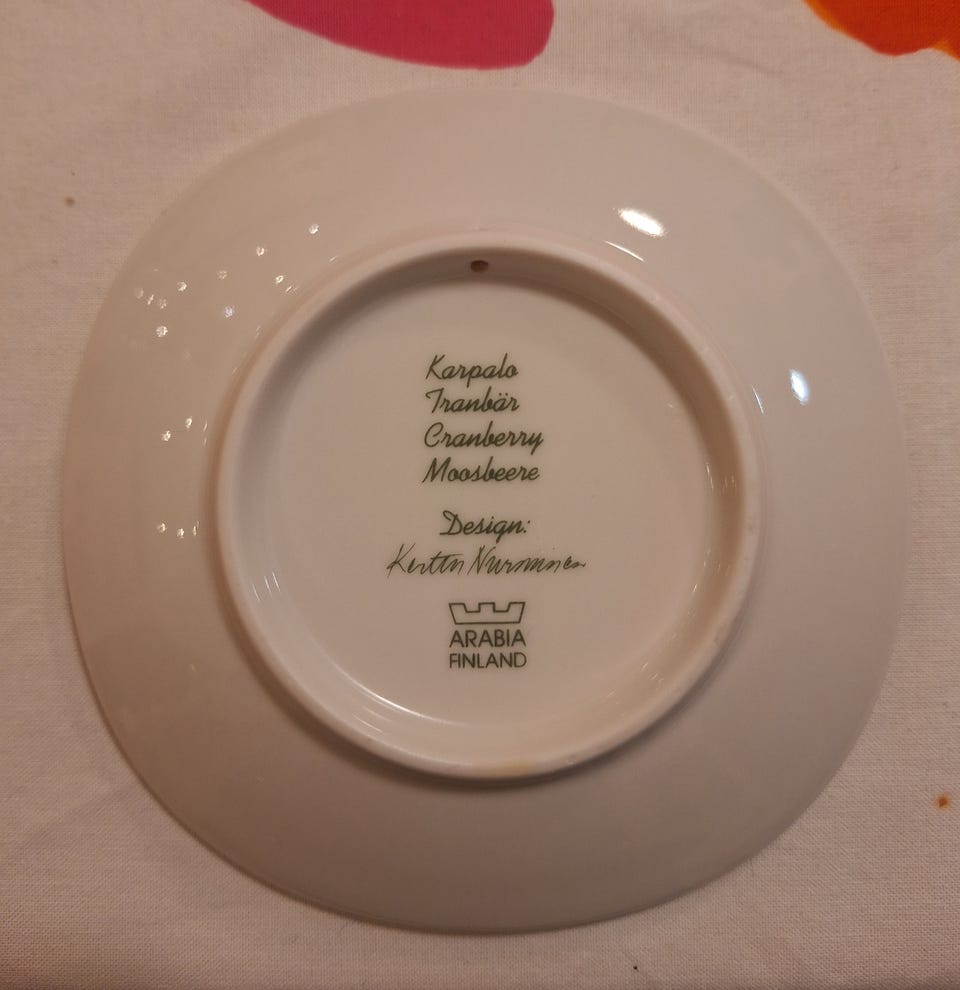 Karpalo
Tranbär
Cranberry
Moosbeere
Design:
Kerttu Nurminen
ARABIA
FINLAND